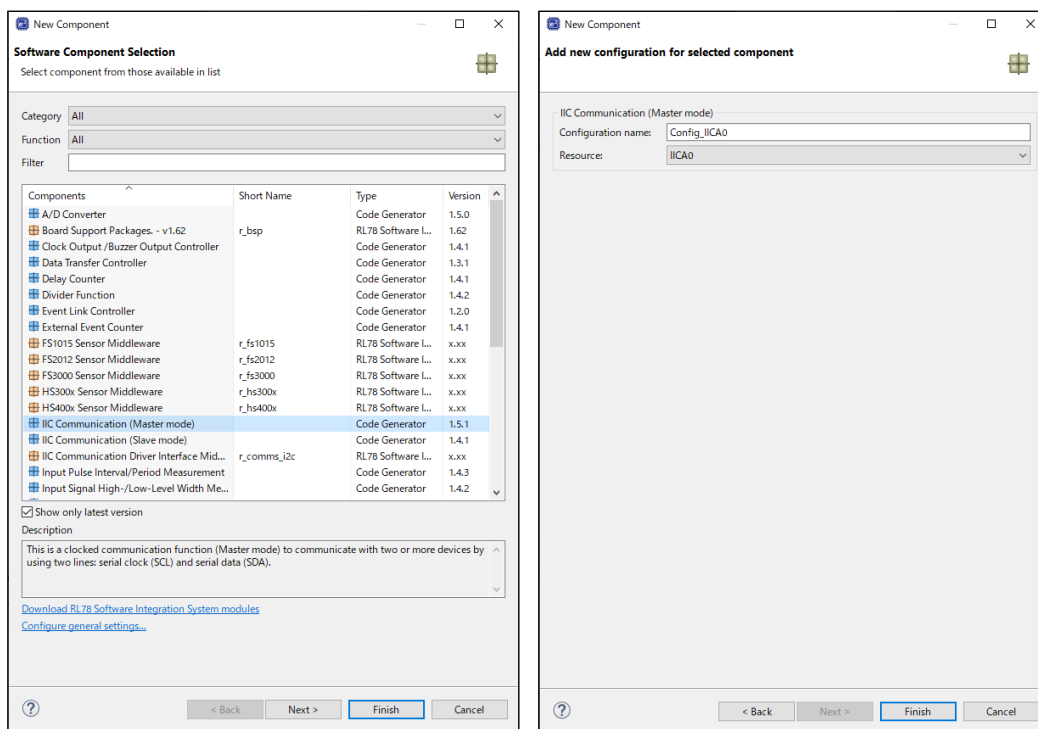 New Component
Software Component Selection
Select component from those available in list
Category All
Function All
Filter
Components Short Name Type Version
A/D Converter Code Generator 1.5.0
Board Support Packages. - v1.62 r_bsp RL78 Software I... 1.62
Clock Output /Buzzer Output Controller Code Generator 1.4.1
Data Transfer Controller Code Generator 1.3.1
Delay Counter Code Generator 1.4.1
Divider Function Code Generator 1.4.2
Event Link Controller Code Generator 1.2.0
External Event Counter Code Generator 1.4.1
FS1015 Sensor Middleware r_fs1015 RL78 Software I... x.xx
FS2012 Sensor Middleware r_fs2012 RL78 Software I... x.xx
FS3000 Sensor Middleware r_fs3000 RL78 Software I... x.xx
HS300x Sensor Middleware r_hs300x RL78 Software I... x.xx
HS400x Sensor Middleware r_hs400x RL78 Software I... x.xx
IIC Communication (Master mode) Code Generator 1.5.1
IIC Communication (Slave mode) Code Generator 1.4.1
IIC Communication Driver Interface Mid... r_comms_i2c RL78 Software I... x.xx
Input Pulse Interval/Period Measurement Code Generator 1.4.3
Input Signal High-/Low-Level Width Me... Code Generator 1.4.2
Show only latest version
Description
This is a clocked communication function (Master mode) to communicate with two or more devices by
using two lines: serial clock (SCL) and serial data (SDA).
Download RL78 Software Integration System modules
Configure general settings...
? < Back Next > Finish Cancel
New Component
Add new configuration for selected component
IIC Communication (Master mode)
Configuration name: Config_IICA0
Resource: IICA0
? < Back Next > Finish Cancel